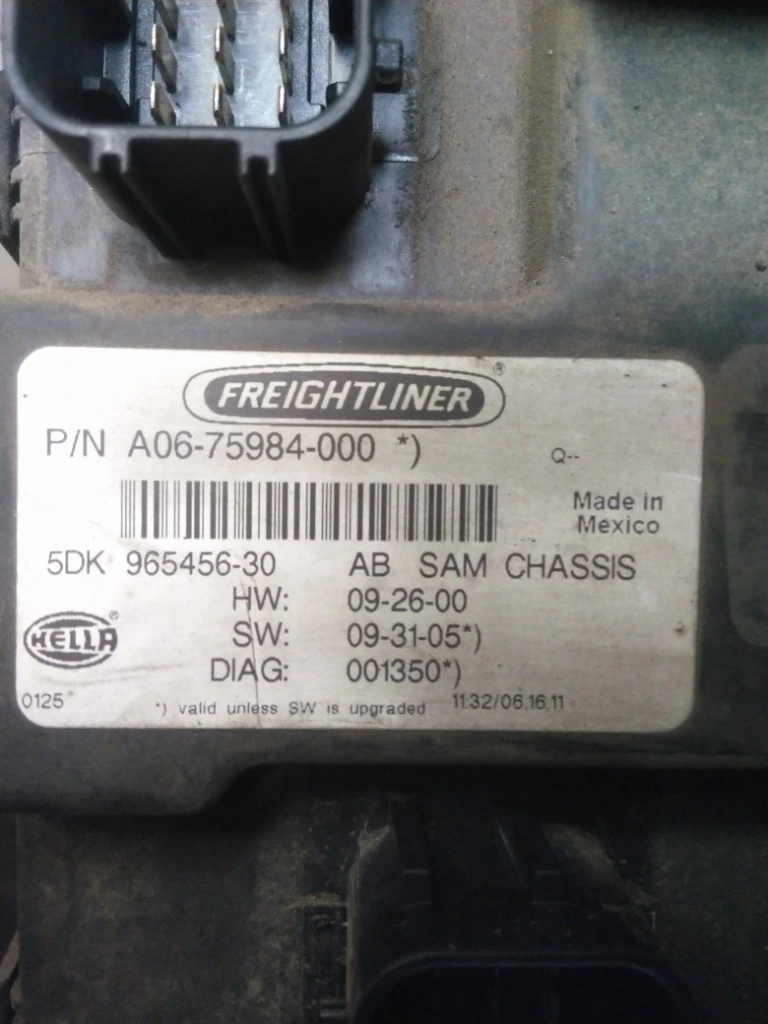 FREIGHTLINER ®
P/N A06-75984-000 *)
Q--
Made in
Mexico
5DK 965456-30 AB SAM CHASSIS
HW: 09-26-00
HELLA ®
SW: 09-31-05*)
DIAG: 001350*)
0125 *) valid unless SW is upgraded 11:32/06.16.11